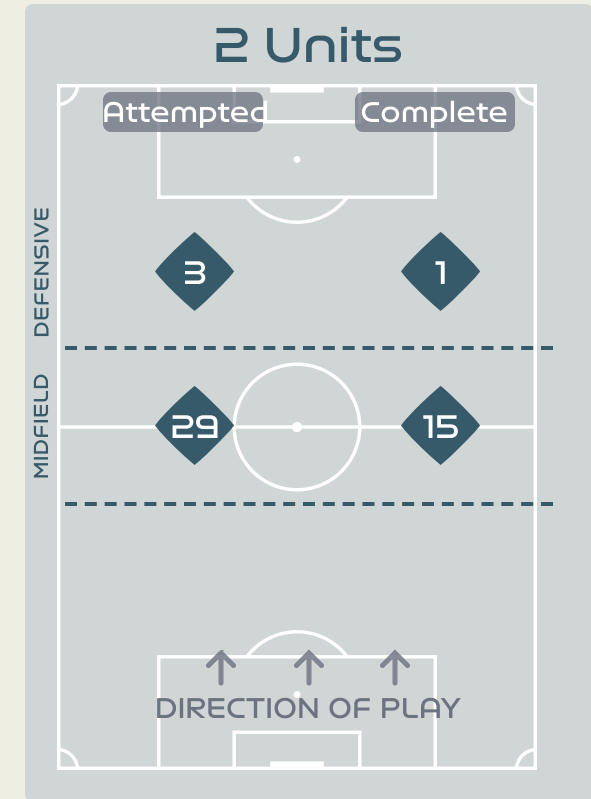 2 Units
Attempted Complete
DEFENSIVE
3 1
MIDFIELD
29 15
DIRECTION OF PLAY